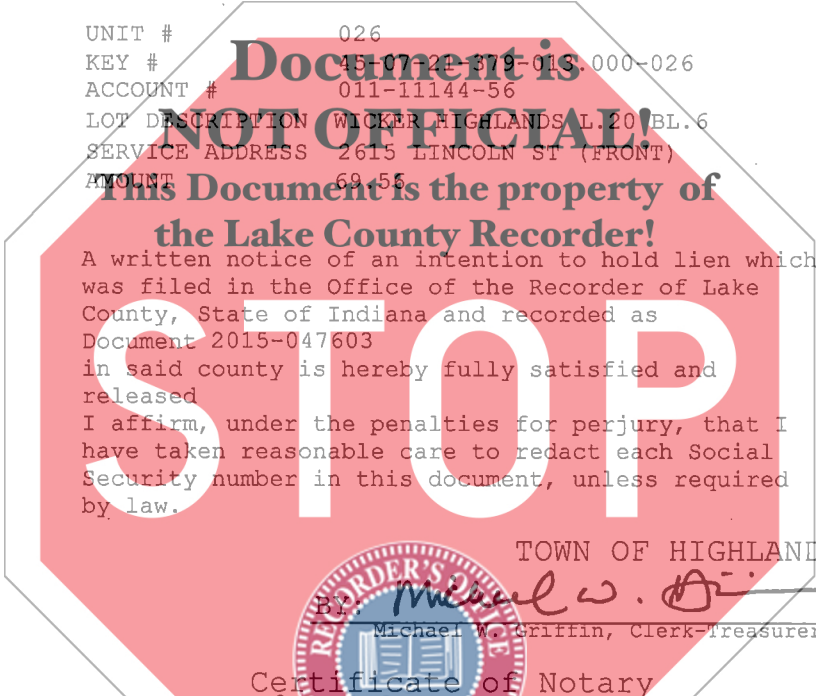 UNIT # 026
KEY # 45-07-21-379-013.000-026
ACCOUNT # 011-11144-56
LOT DESCRIPTION WICKER HIGHLANDS L.20 BL.6
SERVICE ADDRESS 2615 LINCOLN ST (FRONT)
AMOUNT 69.56
Document is
NOT OFFICIAL!
This Document is the property of
the Lake County Recorder!
A written notice of an intention to hold lien which
was filed in the Office of the Recorder of Lake
County, State of Indiana and recorded as
Document 2015-047603
in said county is hereby fully satisfied and
released
I affirm, under the penalties for perjury, that I
have taken reasonable care to redact each Social
Security number in this document, unless required
by law.
STOP
TOWN OF HIGHLAND
BY: Michael W. Griffin
Michael W. Griffin, Clerk-Treasurer
RECORDER'S OFFICE
Certificate of Notary